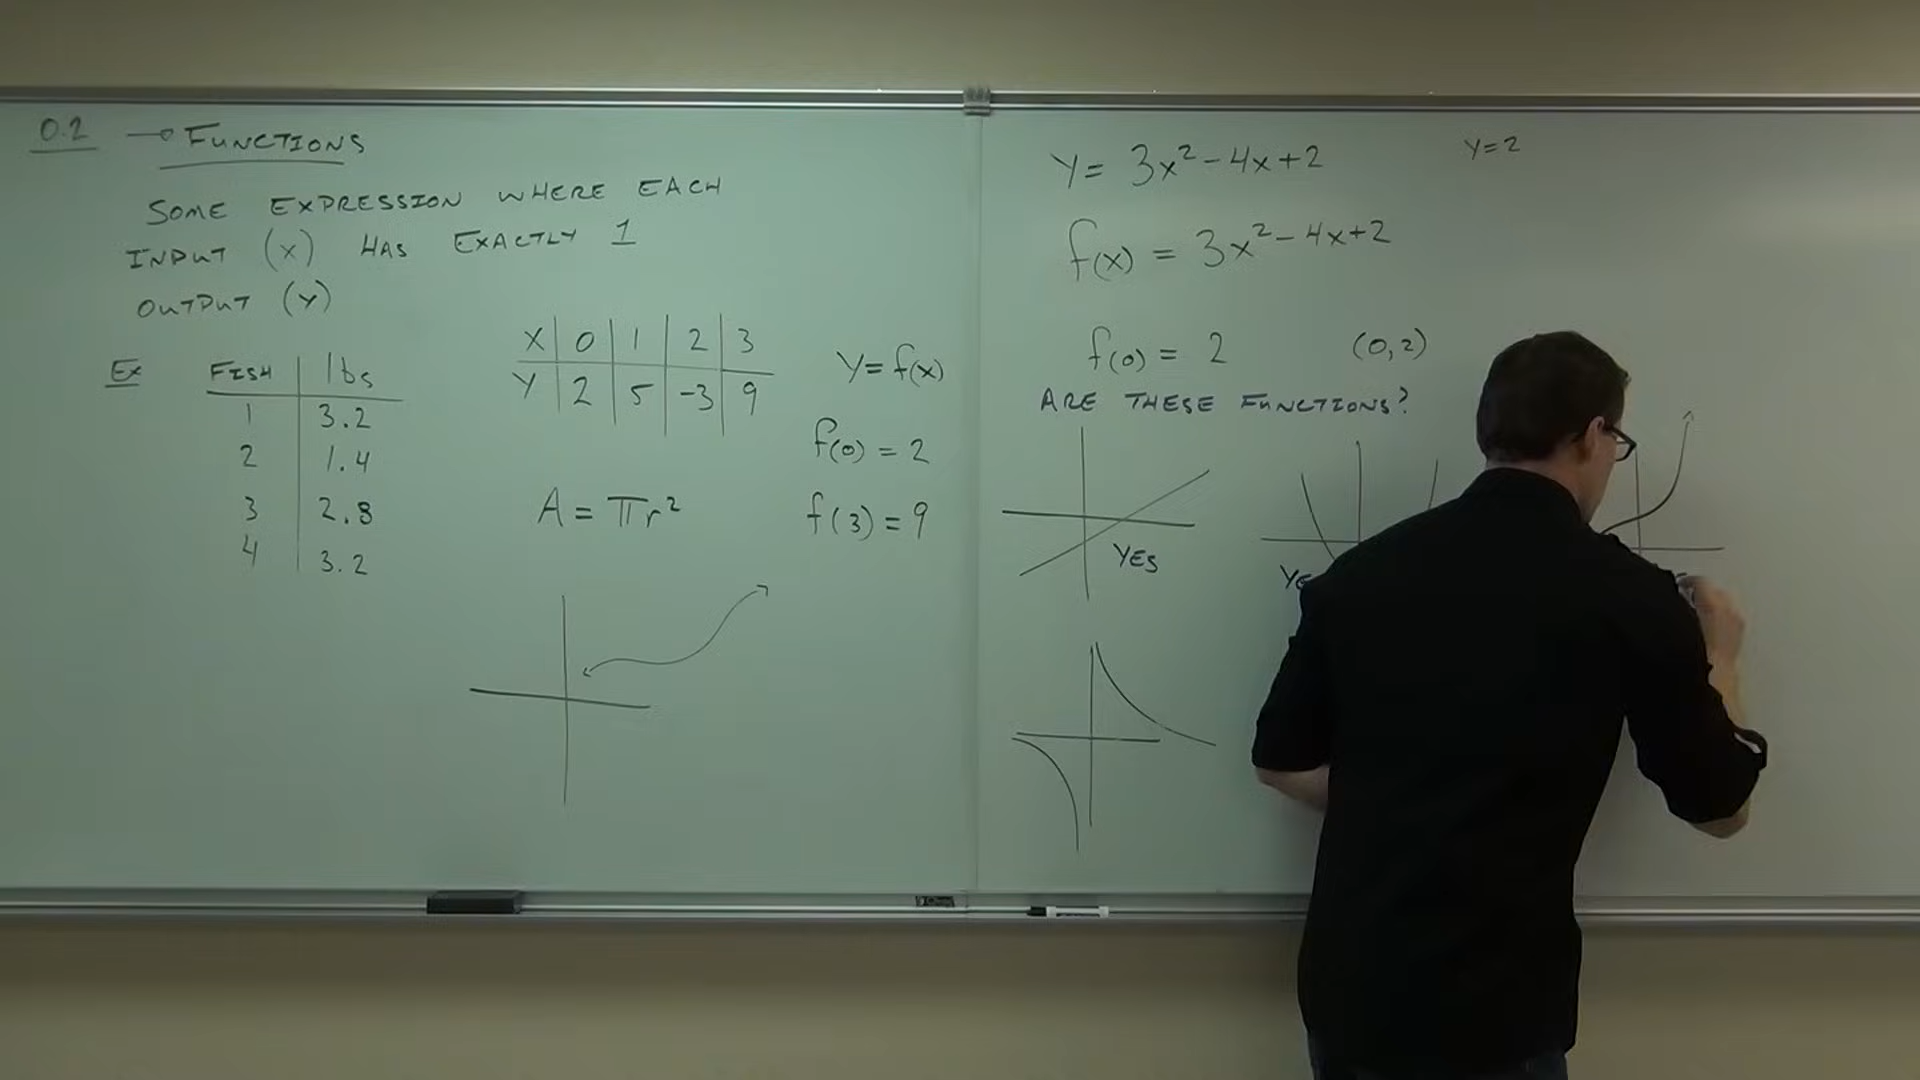 0.2 → FUNCTIONS
SOME EXPRESSION WHERE EACH
INPUT (X) HAS EXACTLY 1
OUTPUT (Y)
Ex
FISH lbs
1 3.2
2 1.4
3 2.8
4 3.2
X 0 1 2 3
Y 2 5 -3 9
A = πr²
Y = f(x)
f(0) = 2
f(3) = 9
Y = 3x² - 4x + 2
Y = 2
f(x) = 3x² - 4x + 2
f(0) = 2 (0,2)
ARE THESE FUNCTIONS?
YES